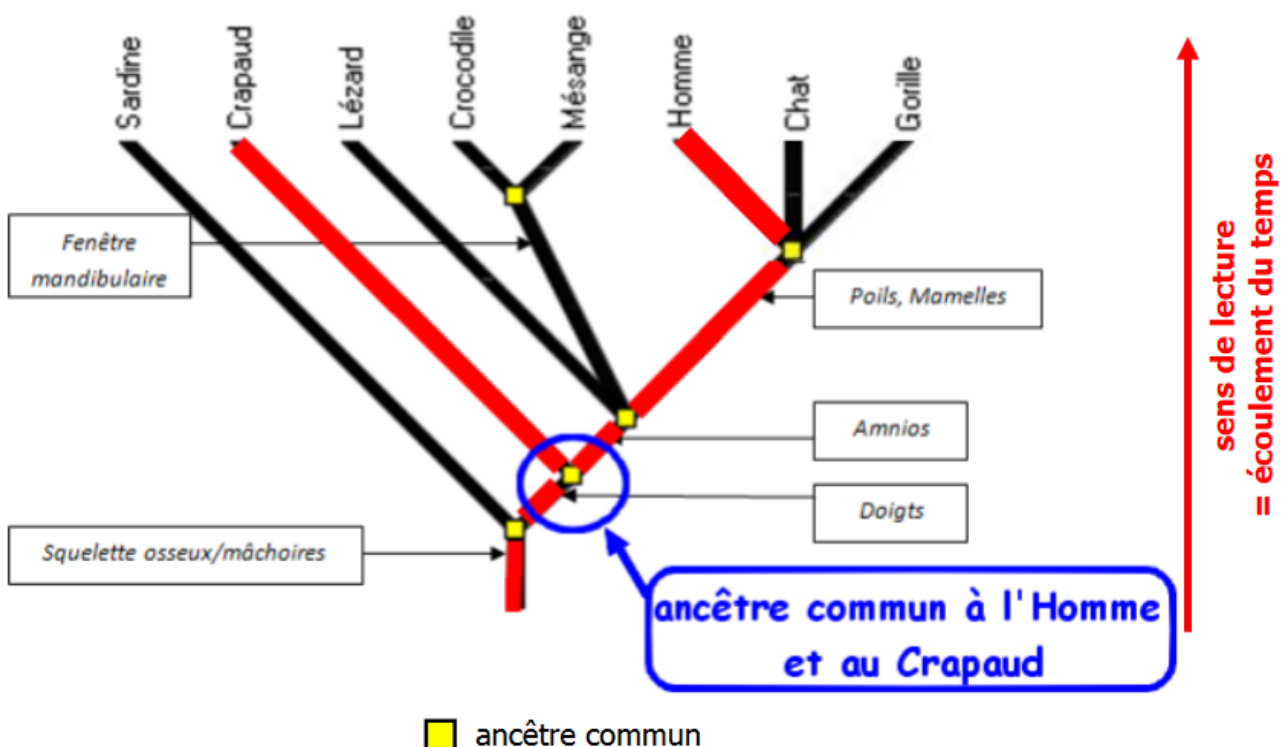 Sardine
Crapaud
Lézard
Crocodile
Mésange
Homme
Chat
Gorille
Fenêtre
mandibulaire
Poils, Mamelles
Amnios
Doigts
Squelette osseux/mâchoires
ancêtre commun à l'Homme
et au Crapaud
sens de lecture
= écoulement du temps
ancêtre commun